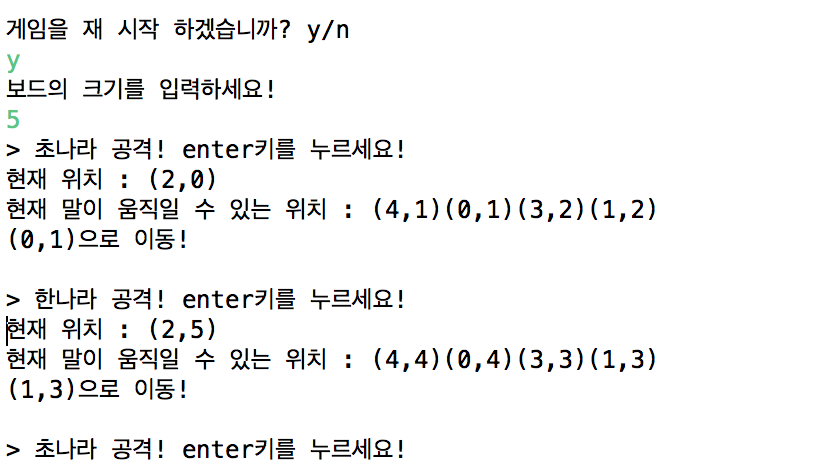 게임을 재 시작 하겠습니까? y/n
y
보드의 크기를 입력하세요!
5
> 초나라 공격! enter키를 누르세요!
현재 위치 : (2,0)
현재 말이 움직일 수 있는 위치 : (4,1)(0,1)(3,2)(1,2)
(0,1)으로 이동!
> 한나라 공격! enter키를 누르세요!
현재 위치 : (2,5)
현재 말이 움직일 수 있는 위치 : (4,4)(0,4)(3,3)(1,3)
(1,3)으로 이동!
> 초나라 공격! enter키를 누르세요!